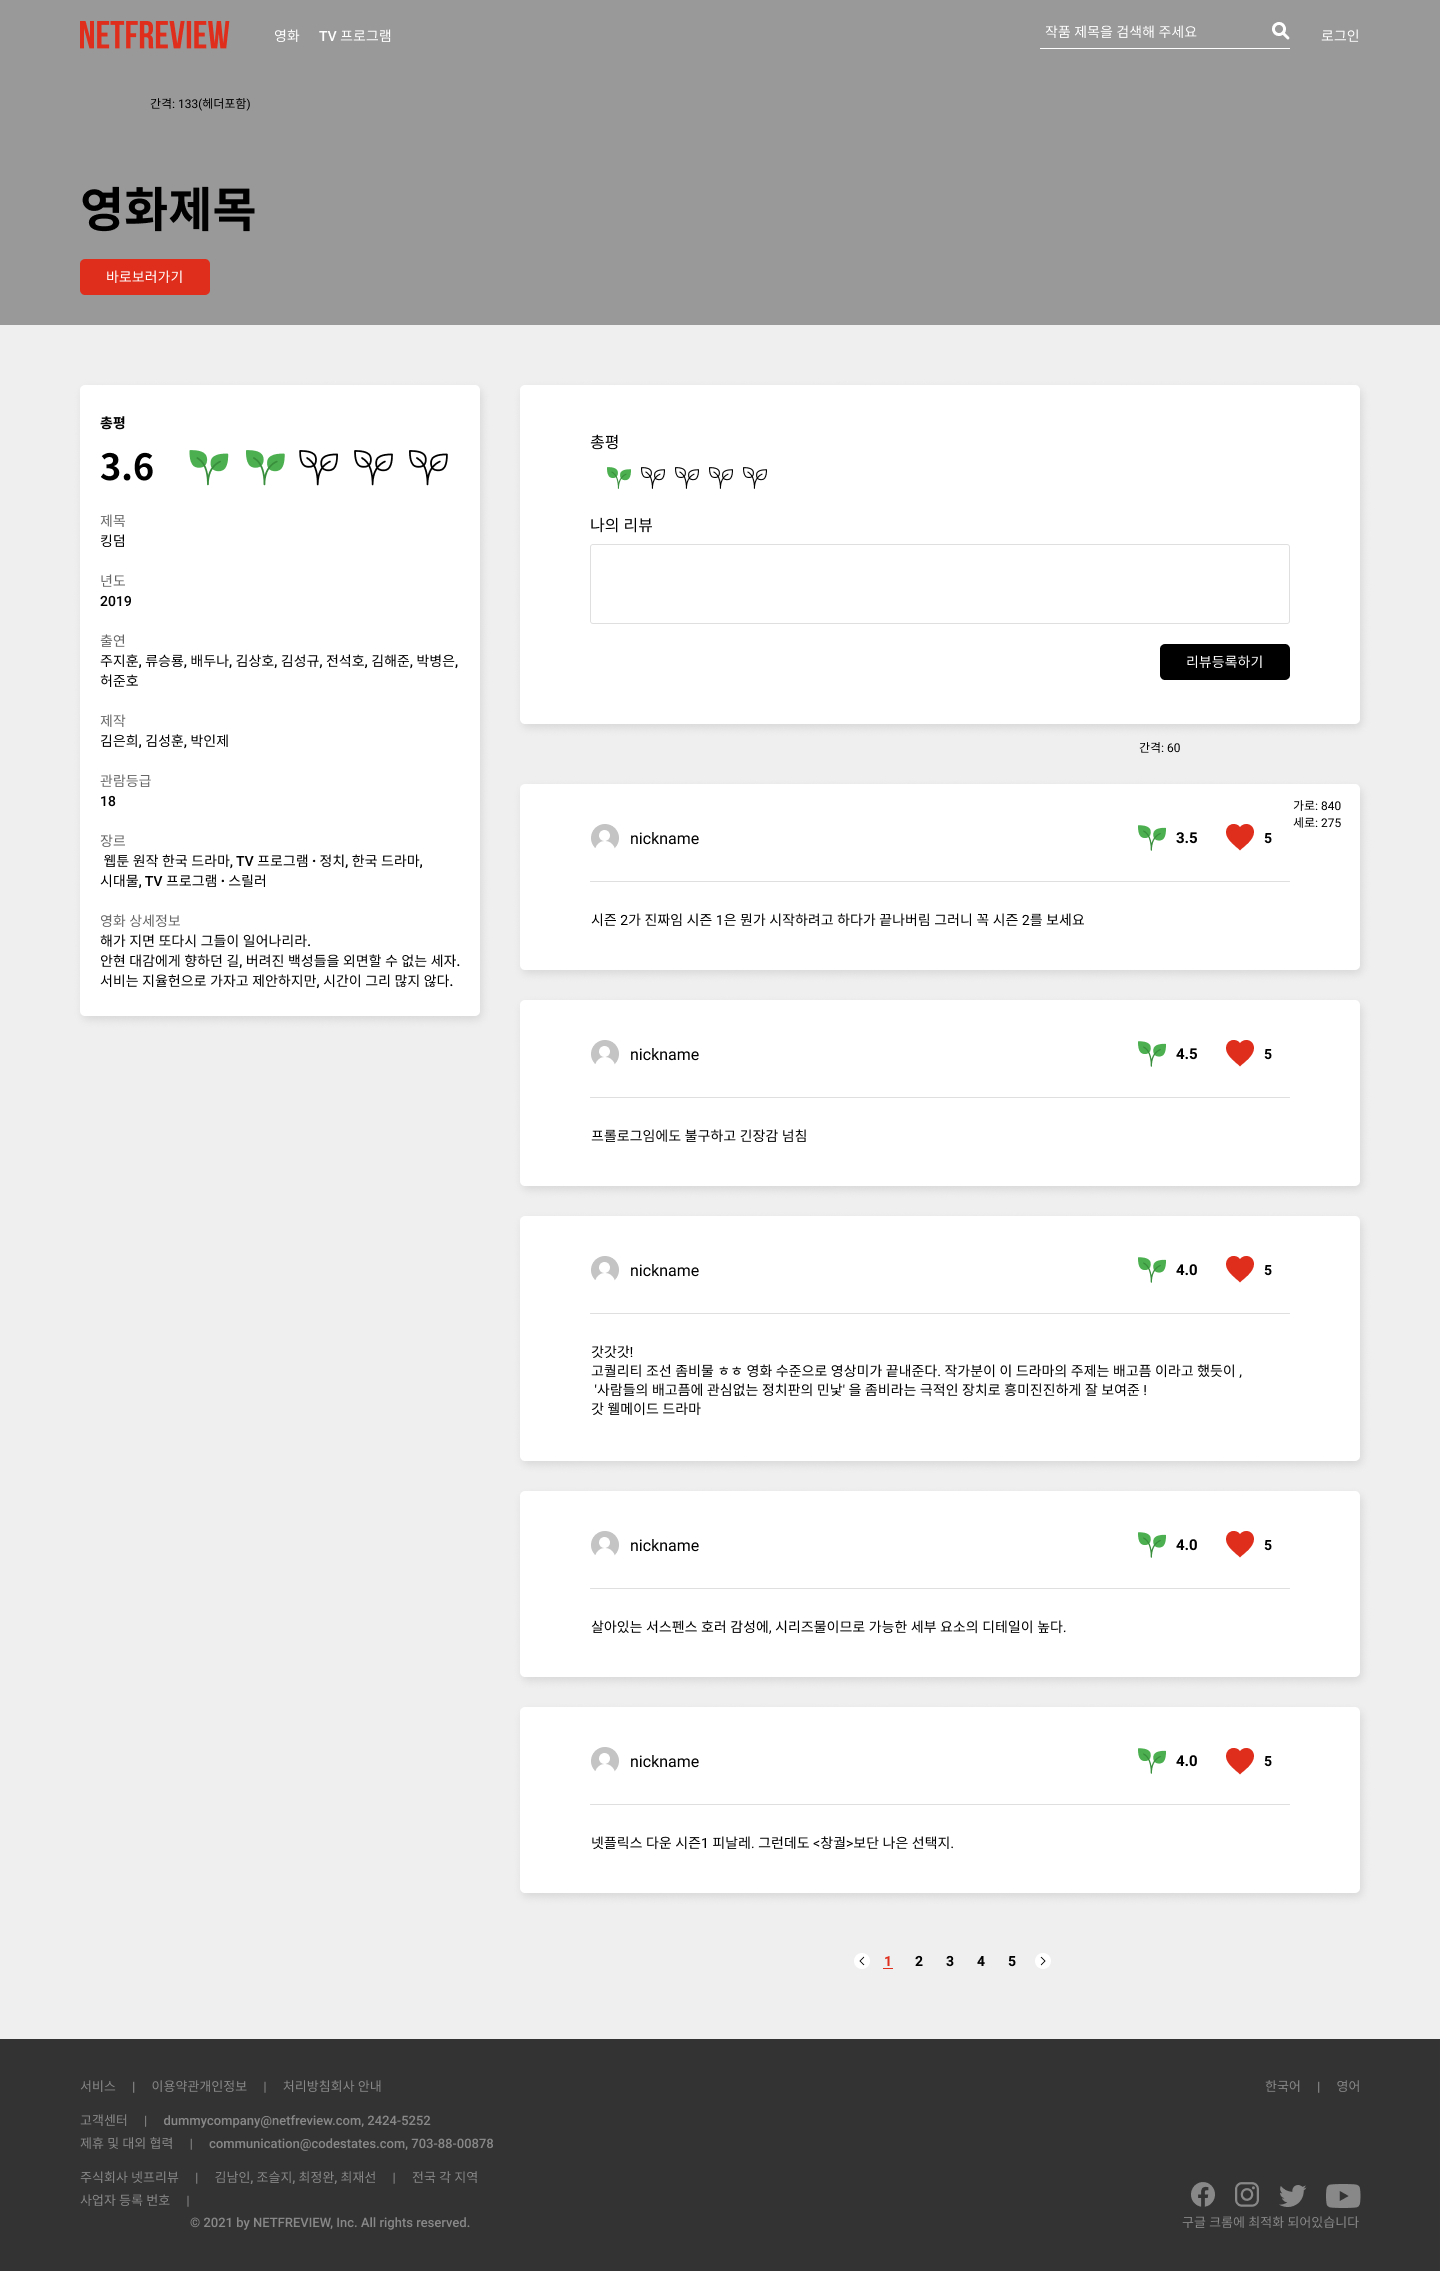 NETFREVIEW
영화 TV 프로그램
작품 제목을 검색해 주세요
로그인
간격: 133(헤더포함)
영화제목
바로보러가기
총평
3.6
제목
킹덤
년도
2019
출연
주지훈, 류승룡, 배두나, 김상호, 김성규, 전석호, 김해준, 박병은,
허준호
제작
김은희, 김성훈, 박인제
관람등급
18
장르
웹툰 원작 한국 드라마, TV 프로그램 · 정치, 한국 드라마,
시대물, TV 프로그램 · 스릴러
영화 상세정보
해가 지면 또다시 그들이 일어나리라.
안현 대감에게 향하던 길, 버려진 백성들을 외면할 수 없는 세자.
서비는 지율헌으로 가자고 제안하지만, 시간이 그리 많지 않다.
총평
나의 리뷰
리뷰등록하기
간격: 60
가로: 840
세로: 275
nickname 3.5 5
시즌 2가 진짜임 시즌 1은 뭔가 시작하려고 하다가 끝나버림 그러니 꼭 시즌 2를 보세요
nickname 4.5 5
프롤로그임에도 불구하고 긴장감 넘침
nickname 4.0 5
갓갓갓!
고퀄리티 조선 좀비물 ㅎㅎ 영화 수준으로 영상미가 끝내준다. 작가분이 이 드라마의 주제는 배고픔 이라고 했듯이 ,
'사람들의 배고픔에 관심없는 정치판의 민낯' 을 좀비라는 극적인 장치로 흥미진진하게 잘 보여준 !
갓 웰메이드 드라마
nickname 4.0 5
살아있는 서스펜스 호러 감성에, 시리즈물이므로 가능한 세부 요소의 디테일이 높다.
nickname 4.0 5
넷플릭스 다운 시즌1 피날레. 그런데도 <창궐>보단 나은 선택지.
1 2 3 4 5
서비스 | 이용약관개인정보 | 처리방침회사 안내
한국어 | 영어
고객센터 | dummycompany@netfreview.com, 2424-5252
제휴 및 대외 협력 | communication@codestates.com, 703-88-00878
주식회사 넷프리뷰 | 김남인, 조슬지, 최정완, 최재선 | 전국 각 지역
사업자 등록 번호 |
© 2021 by NETFREVIEW, Inc. All rights reserved.
구글 크롬에 최적화 되어있습니다